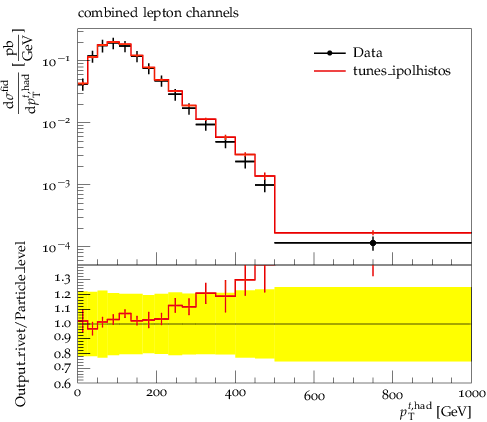 combined lepton channels
dσ^fid / dp_T^{t,had} [pb/GeV]
Data
tunes_ipolhistos
10^−1
10^−2
10^−3
10^−4
Output_rivet/Particle_level
1.3
1.2
1.1
1.0
0.9
0.8
0.7
0.6
0 200 400 600 800 1000
p_T^{t,had} [GeV]